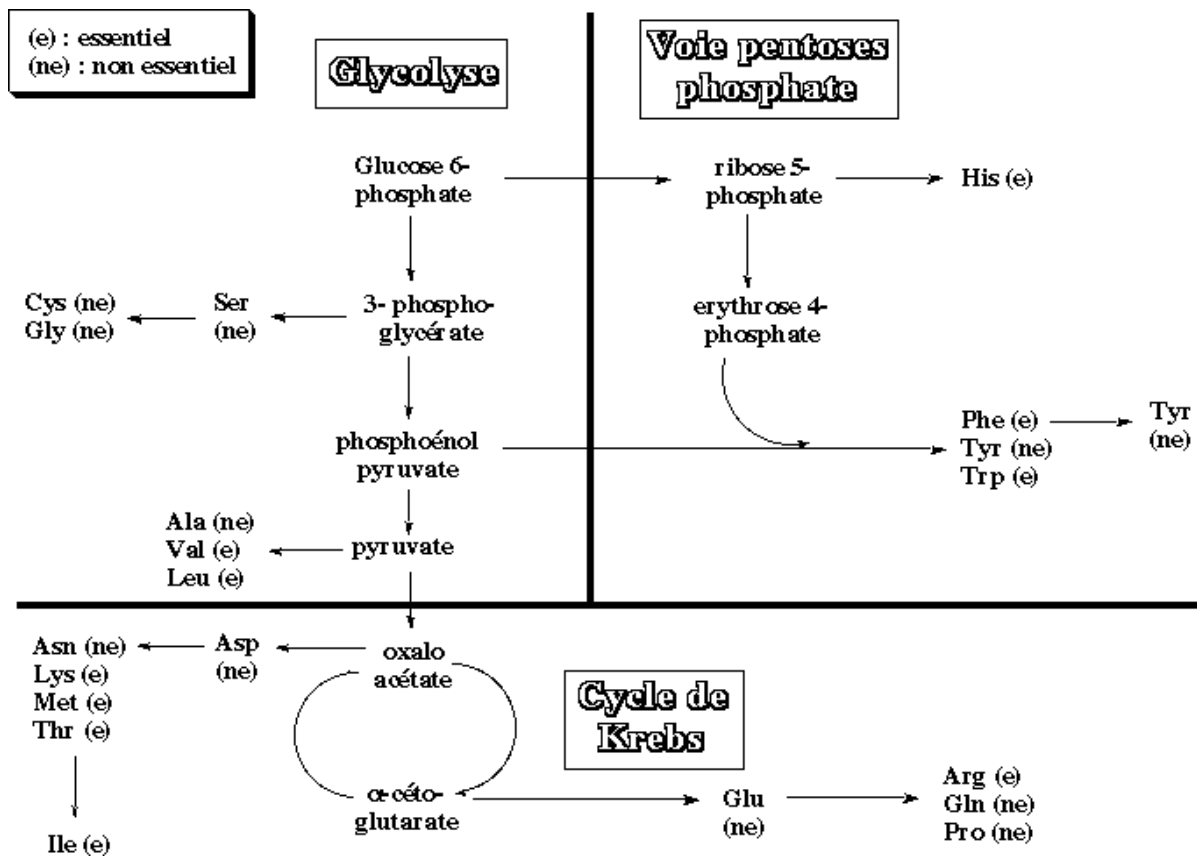 (e) : essentiel
(ne) : non essentiel
Glycolyse
Voie pentoses
phosphate
Glucose 6-
phosphate
ribose 5-
phosphate
His (e)
Cys (ne)
Gly (ne)
Ser
(ne)
3- phospho-
glycérate
erythrose 4-
phosphate
phosphoénol
pyruvate
Phe (e)
Tyr (ne)
Trp (e)
Tyr
(ne)
Ala (ne)
Val (e)
Leu (e)
pyruvate
Asn (ne)
Lys (e)
Met (e)
Thr (e)
Asp
(ne)
oxalo
acétate
Cycle de
Krebs
Ile (e)
α-céto-
glutarate
Glu
(ne)
Arg (e)
Gln (ne)
Pro (ne)